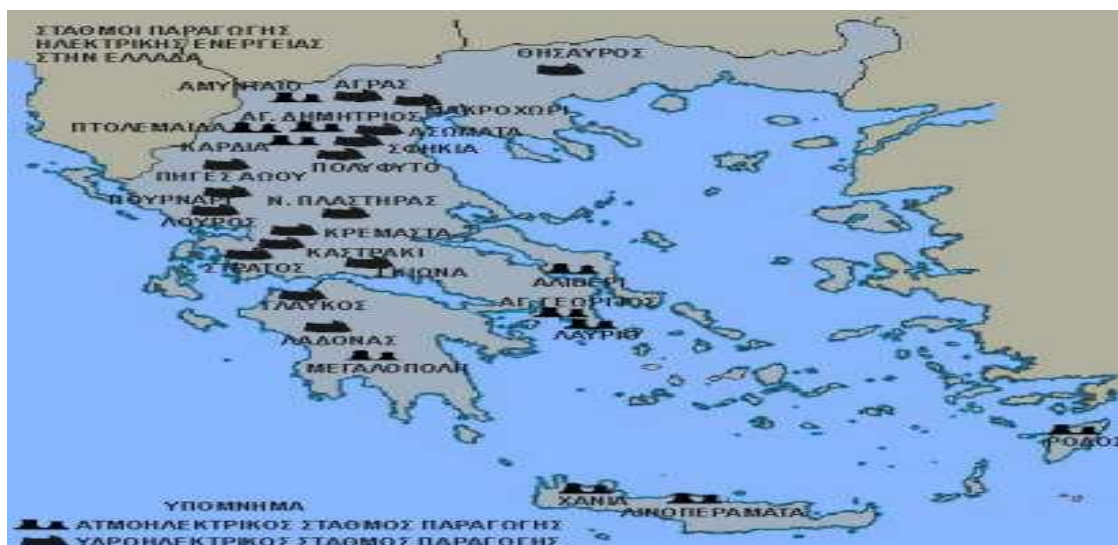 ΣΤΑΘΜΟΙ ΠΑΡΑΓΩΓΗΣ
ΗΛΕΚΤΡΙΚΗΣ ΕΝΕΡΓΕΙΑΣ
ΣΤΗΝ ΕΛΛΑΔΑ
ΘΗΣΑΥΡΟΣ
ΑΜΥΝΤΑΙΟ
ΑΓΡΑΣ
ΜΑΚΡΟΧΩΡΙ
ΑΓ. ΔΗΜΗΤΡΙΟΣ
ΠΤΟΛΕΜΑΙΔΑ
ΑΣΩΜΑΤΑ
ΚΑΡΔΙΑ
ΣΦΗΚΙΑ
ΠΟΛΥΦΥΤΟ
ΠΗΓΕΣ ΑΩΟΥ
ΠΟΥΡΝΑΡΙ
Ν. ΠΛΑΣΤΗΡΑΣ
ΛΟΥΡΟΣ
ΚΡΕΜΑΣΤΑ
ΚΑΣΤΡΑΚΙ
ΣΤΡΑΤΟΣ
ΓΚΙΩΝΑ
ΑΛΙΒΕΡΙ
ΓΛΑΥΚΟΣ
ΑΓ. ΓΕΩΡΓΙΟΣ
ΛΑΥΡΙΟ
ΛΑΔΩΝΑΣ
ΜΕΓΑΛΟΠΟΛΗ
ΡΟΔΟΣ
ΧΑΝΙΑ
ΛΙΝΟΠΕΡΑΜΑΤΑ
ΥΠΟΜΝΗΜΑ
ΑΤΜΟΗΛΕΚΤΡΙΚΟΣ ΣΤΑΘΜΟΣ ΠΑΡΑΓΩΓΗΣ
ΥΔΡΟΗΛΕΚΤΡΙΚΟΣ ΣΤΑΘΜΟΣ ΠΑΡΑΓΩΓΗΣ